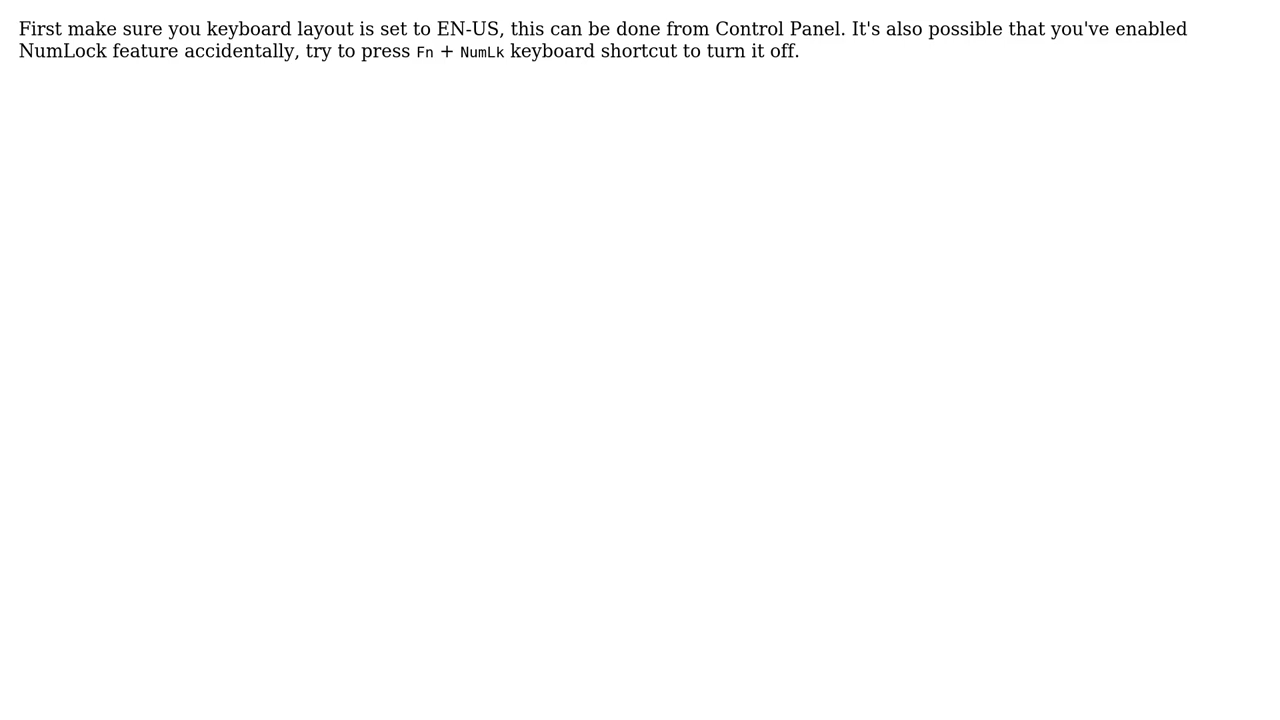 First make sure you keyboard layout is set to EN-US, this can be done from Control Panel. It's also possible that you've enabled
NumLock feature accidentally, try to press Fn + NumLk keyboard shortcut to turn it off.